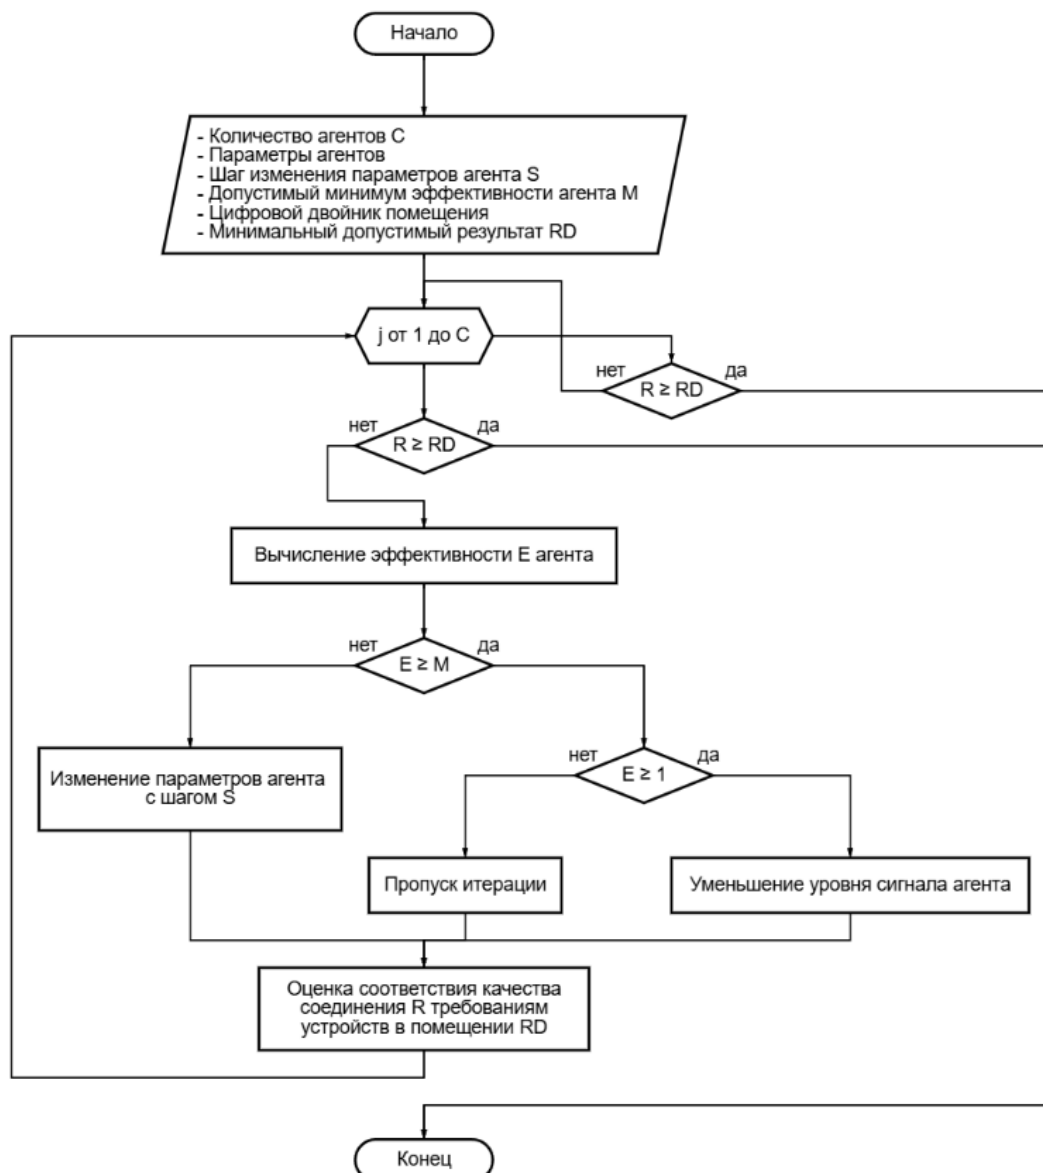 Начало
- Количество агентов C
- Параметры агентов
- Шаг изменения параметров агента S
- Допустимый минимум эффективности агента M
- Цифровой двойник помещения
- Минимальный допустимый результат RD
j от 1 до C
нет
да
R ≥ RD
нет
да
R ≥ RD
Вычисление эффективности E агента
нет
да
E ≥ M
Изменение параметров агента
с шагом S
нет
да
E ≥ 1
Пропуск итерации
Уменьшение уровня сигнала агента
Оценка соответствия качества
соединения R требованиям
устройств в помещении RD
Конец